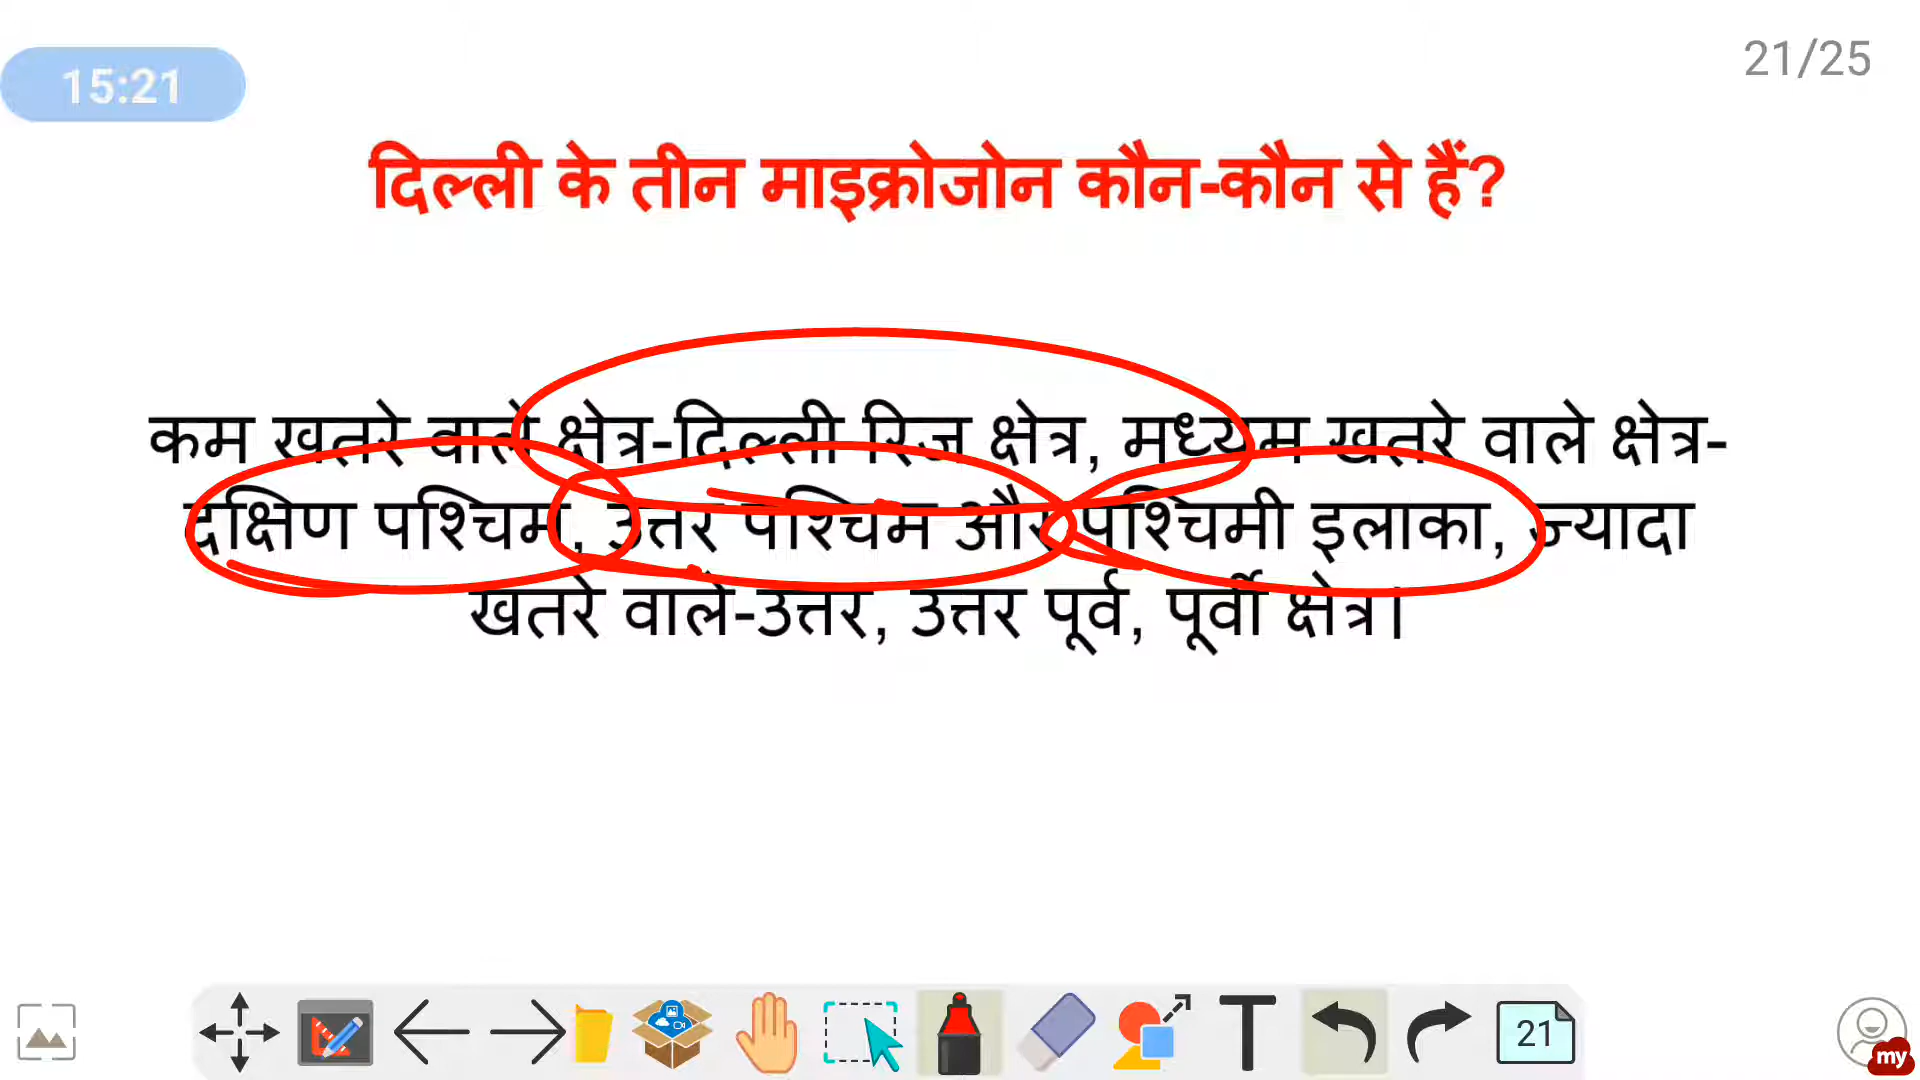 15:21
21/25
दिल्ली के तीन माइक्रोजोन कौन-कौन से हैं?
कम खतरे वाले क्षेत्र-दिल्ली रिज क्षेत्र, मध्यम खतरे वाले क्षेत्र-
दक्षिण पश्चिम, उत्तर पश्चिम और पश्चिमी इलाका, ज्यादा
खतरे वाले-उत्तर, उत्तर पूर्व, पूर्वी क्षेत्र।
T
21
my